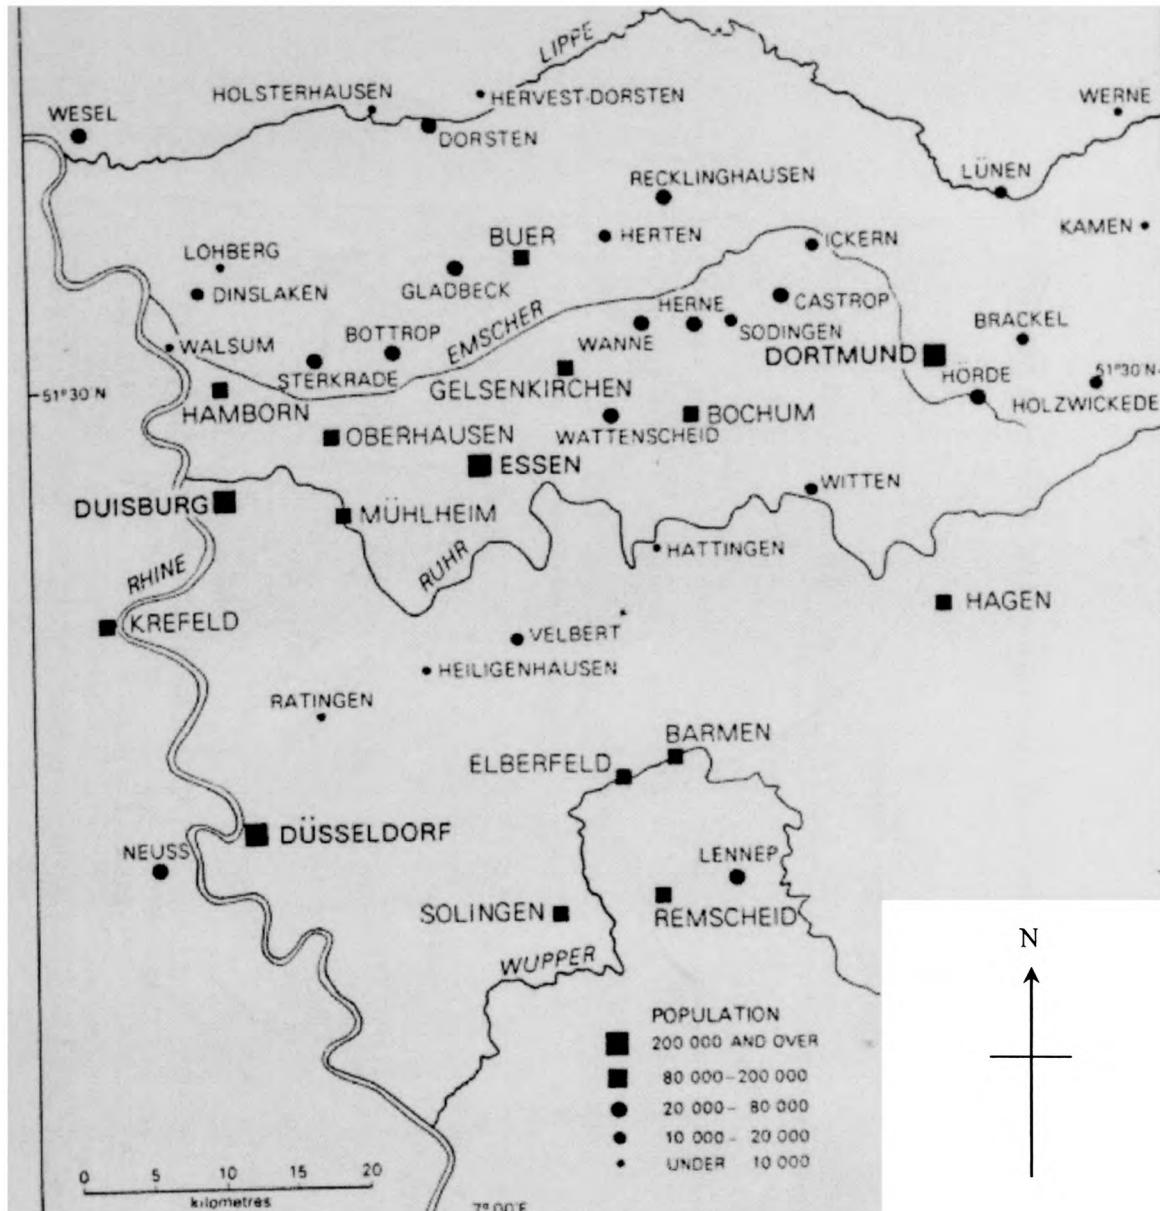 LIPPE
HOLSTERHAUSEN
HERVEST-DORSTEN
WERNE
WESEL
DORSTEN
LÜNEN
RECKLINGHAUSEN
KAMEN
BUER
HERTEN
ICKERN
LOHBERG
DINSLAKEN
GLADBECK
CASTROP
EMSCHER
HERNE
BOTTROP
SODINGEN
BRACKEL
WALSUM
WANNE
DORTMUND
STERKRADE
GELSENKIRCHEN
HÖRDE
51°30'N
51°30'N
HAMBORN
HOLZWICKEDE
BOCHUM
OBERHAUSEN
WATTENSCHEID
ESSEN
WITTEN
DUISBURG
MÜHLHEIM
HATTINGEN
RUHR
RHINE
HAGEN
KREFELD
VELBERT
HEILIGENHAUSEN
RATINGEN
BARMEN
ELBERFELD
DÜSSELDORF
NEUSS
LENNEP
SOLINGEN
REMSCHEID
WUPPER
N
POPULATION
200 000 AND OVER
80 000-200 000
20 000- 80 000
10 000- 20 000
UNDER 10 000
0 5 10 20
kilometres
7°00'E